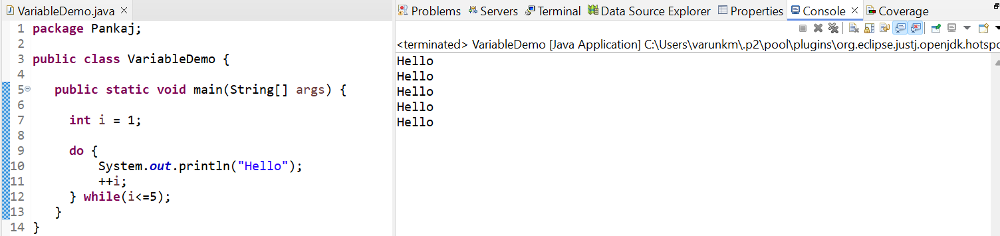 VariableDemo.java
1 package Pankaj;
2
3 public class VariableDemo {
4
5 public static void main(String[] args) {
6
7 int i = 1;
8
9 do {
10 System.out.println("Hello");
11 ++i;
12 } while(i<=5);
13 }
14 }
Problems Servers Terminal Data Source Explorer Properties Console Coverage
<terminated> VariableDemo [Java Application] C:\Users\varunkm\.p2\pool\plugins\org.eclipse.justj.openjdk.hotspo
Hello
Hello
Hello
Hello
Hello